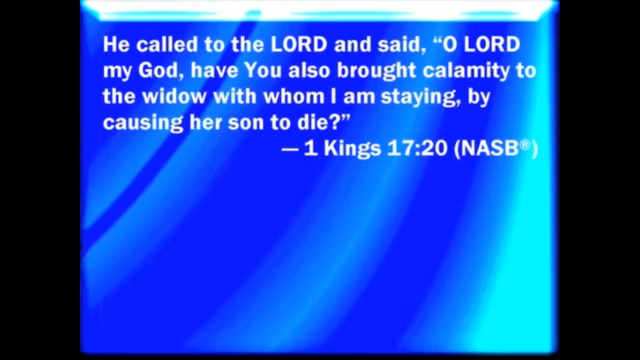 He called to the LORD and said, “O LORD
my God, have You also brought calamity to
the widow with whom I am staying, by
causing her son to die?”
— 1 Kings 17:20 (NASB®)